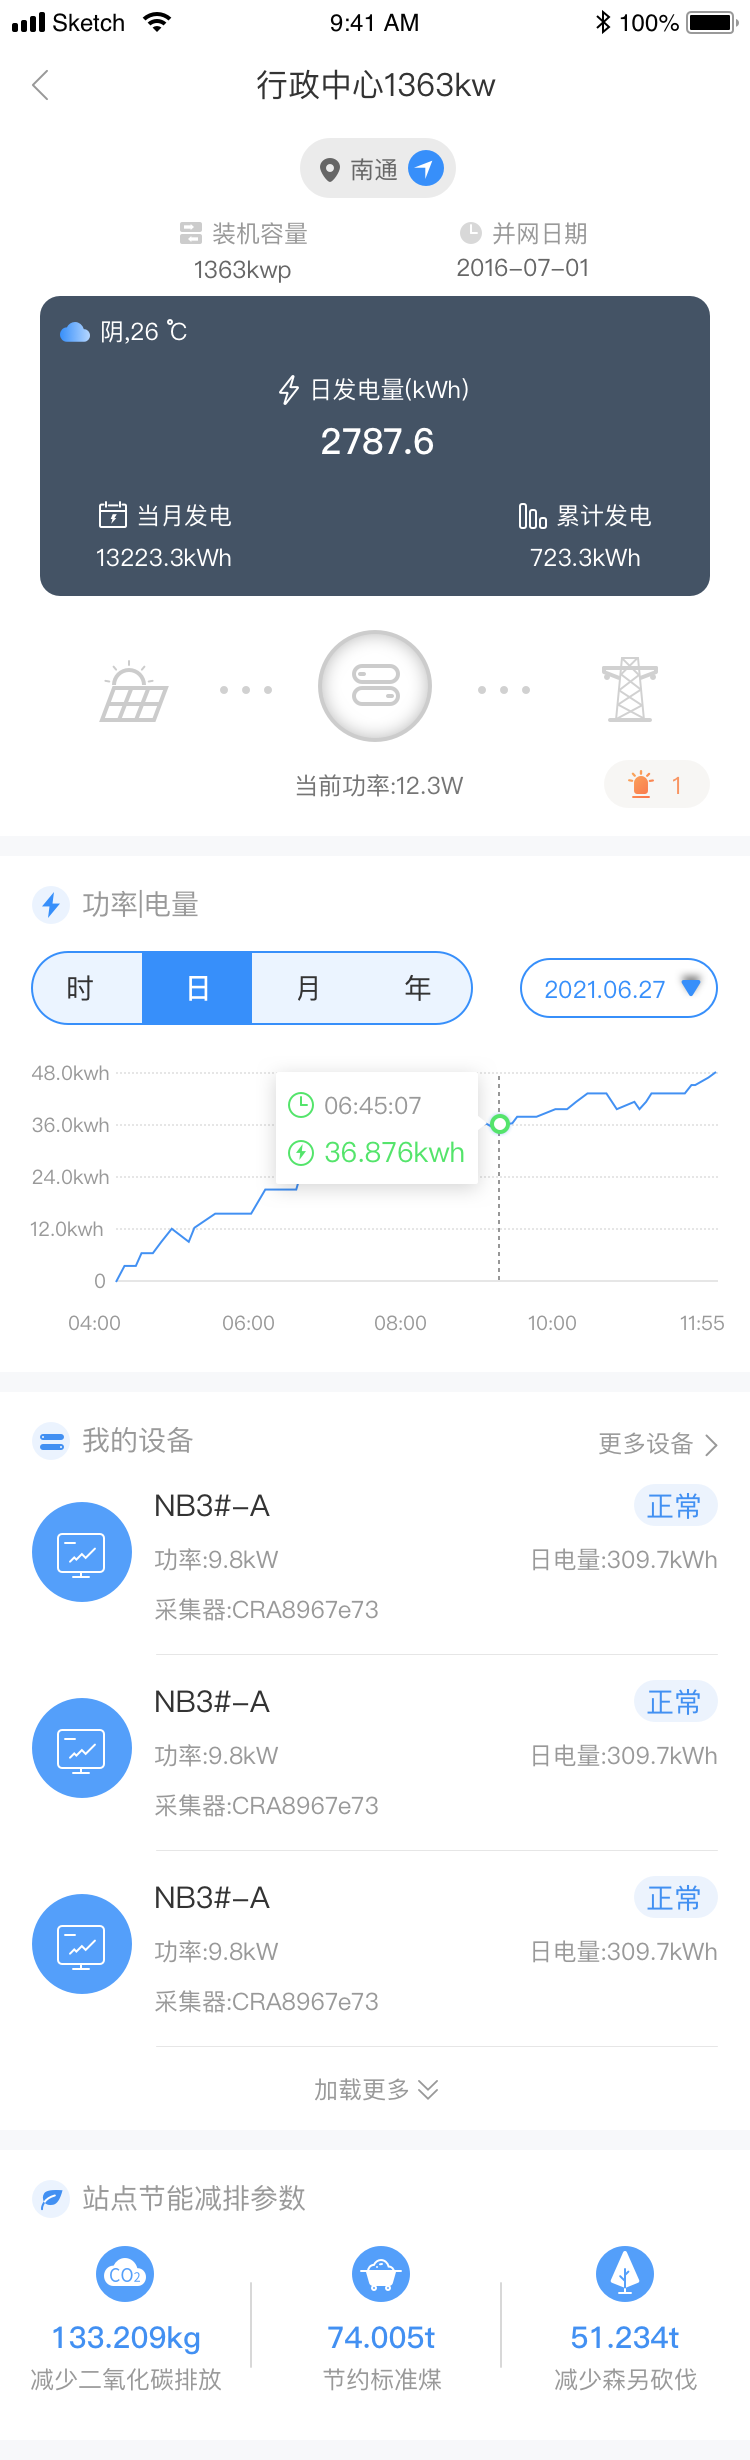 Sketch 9:41 AM 100%
行政中心1363kw
南通
装机容量 并网日期
1363kwp 2016-07-01
阴,26 ℃
日发电量(kWh)
2787.6
当月发电 累计发电
13223.3kWh 723.3kWh
当前功率:12.3W 1
功率|电量
时 日 月 年 2021.06.27
48.0kwh
06:45:07
36.0kwh
36.876kwh
24.0kwh
12.0kwh
0
04:00 06:00 08:00 10:00 11:55
我的设备 更多设备
NB3#-A 正常
功率:9.8kW 日电量:309.7kWh
采集器:CRA8967e73
NB3#-A 正常
功率:9.8kW 日电量:309.7kWh
采集器:CRA8967e73
NB3#-A 正常
功率:9.8kW 日电量:309.7kWh
采集器:CRA8967e73
加载更多
站点节能减排参数
CO2
133.209kg 74.005t 51.234t
减少二氧化碳排放 节约标准煤 减少森另砍伐